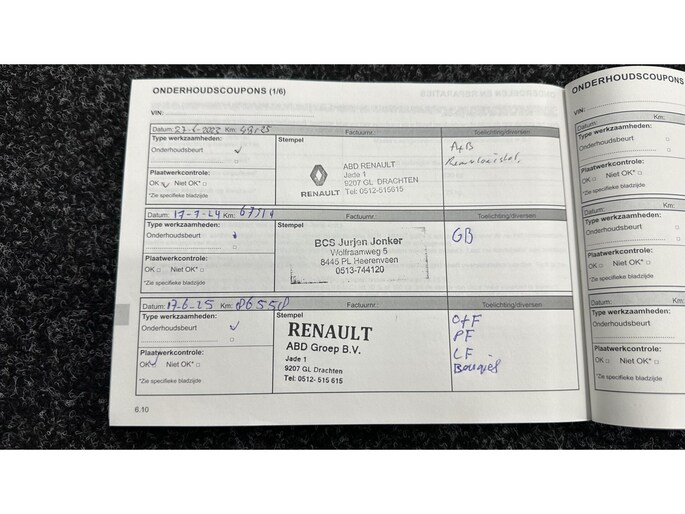 ONDERHOUDSCOUPONS (1/6)
VIN:
Datum: 27-6-2022 Km: 49125 Factuurnr. Toelichting/diversen
Type werkzaamheden: Stempel
Onderhoudsbeurt
A+B
Remvloeistof.
ABD RENAULT
Jade 1
9207 GL DRACHTEN
RENAULT Tel: 0512-515615
Plaatwerkcontrole:
OK Niet OK*
*Zie specifieke bladzijde
Datum: 17-7-24 Km: Factuurnr. Toelichting/diversen
Type werkzaamheden: Stempel
Onderhoudsbeurt
GB
BCS Jurjon Jonker
Wolfraamweg 5
8445 PL Heerenveen
0513-744120
Plaatwerkcontrole:
OK Niet OK*
*Zie specifieke bladzijde
Datum: 17-6-25 Km: 86550 Factuurnr. Toelichting/diversen
Type werkzaamheden: Stempel
Onderhoudsbeurt
O+F
PF
LF
Bougies
RENAULT
ABD Groep B.V.
Jade 1
9207 GL Drachten
Tel: 0512- 515 615
Plaatwerkcontrole:
OK Niet OK*
*Zie specifieke bladzijde
6.10
ONDERHOUDSCOUPONS
VIN:
Datum: Km:
Type werkzaamheden:
Onderhoudsbeurt
Plaatwerkcontrole:
OK Niet OK*
*Zie specifieke bladzijde
Datum: Km:
Type werkzaamheden:
Onderhoudsbeurt
Plaatwerkcontrole:
OK Niet OK*
*Zie specifieke bladzijde
Datum: Km:
Type werkzaamheden:
Onderhoudsbeurt
Plaatwerkcontrole:
OK Niet OK*
*Zie specifieke bladzijde